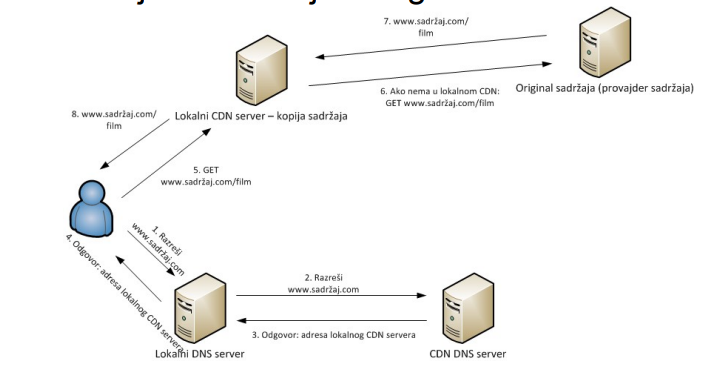 7. www.sadržaj.com/
film
6. Ako nema u lokalnom CDN:
GET www.sadržaj.com/film
Original sadržaja (provajder sadržaja)
8. www.sadržaj.com/
film
Lokalni CDN server – kopija sadržaja
5. GET
www.sadržaj.com/film
1. Razreši
www.sadržaj.com
4. Odgovor: adresa lokalnog CDN servera
2. Razreši
www.sadržaj.com
3. Odgovor: adresa lokalnog CDN servera
Lokalni DNS server
CDN DNS server